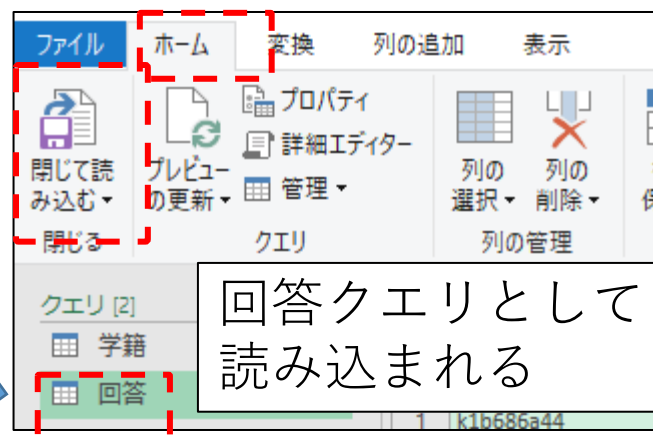 ファイル ホーム 変換 列の追加 表示
プロパティ
詳細エディター
管理
閉じて読
み込む
プレビュー
の更新
列の
選択
列の
削除
閉じる クエリ 列の管理
クエリ [2]
学籍
回答
回答クエリとして
読み込まれる
1 k1b686a44